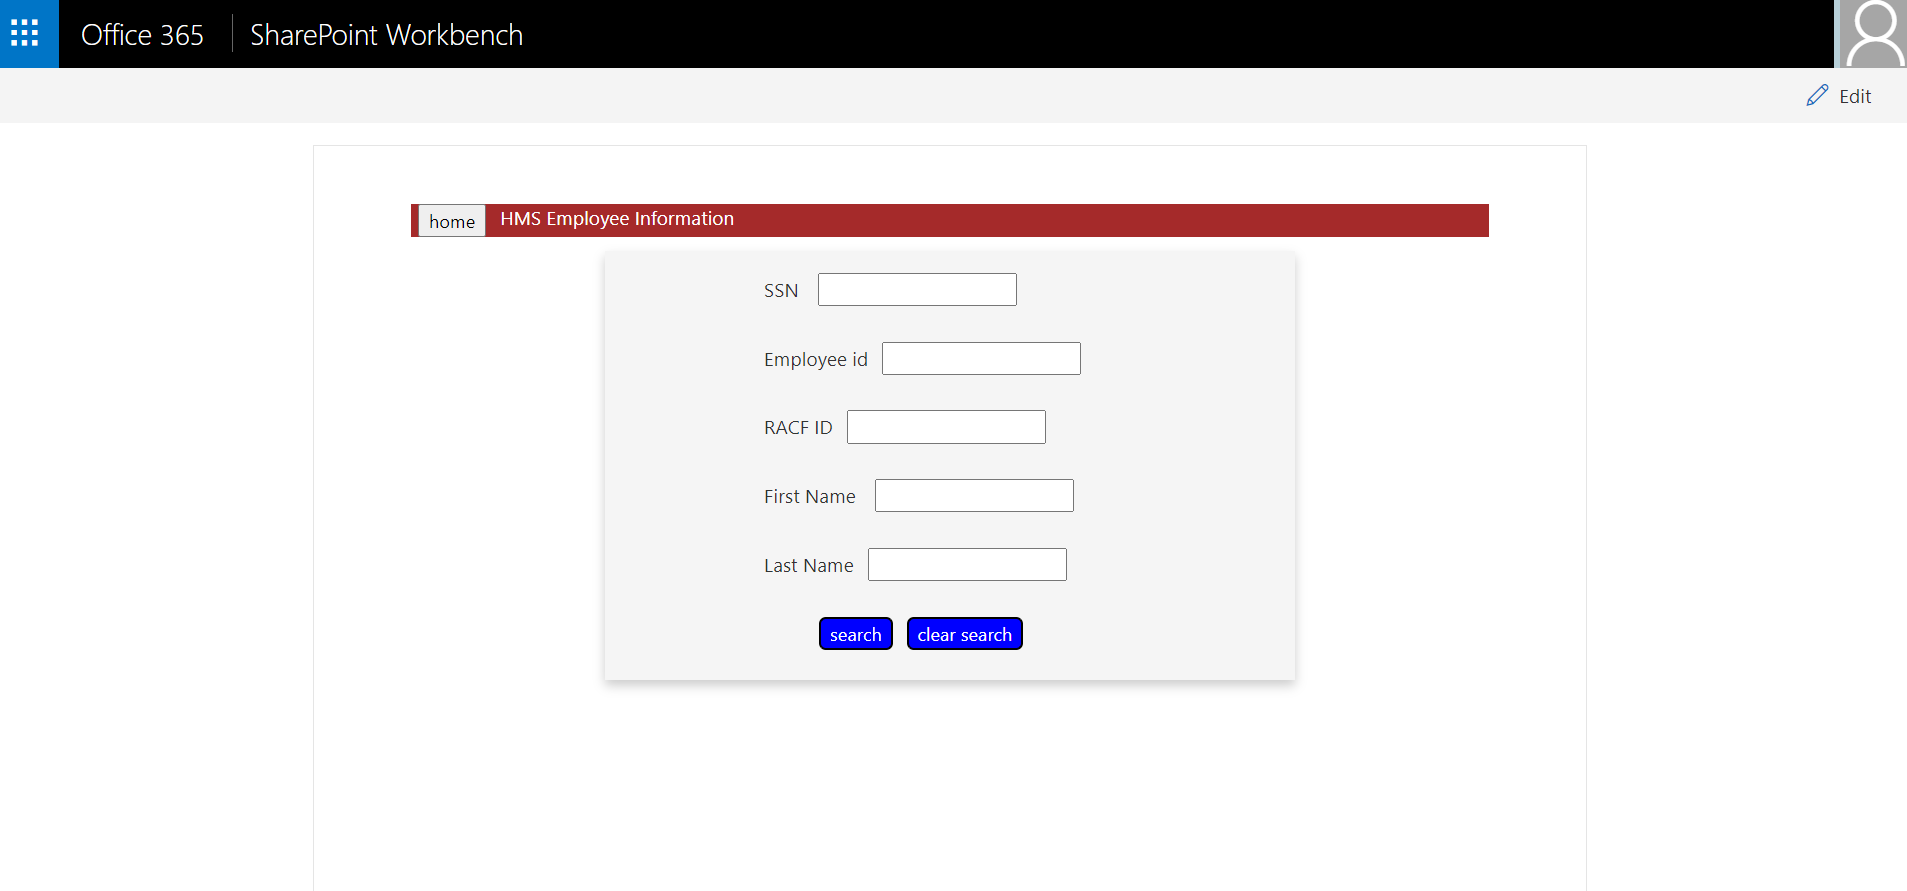 Office 365 SharePoint Workbench
Edit
home HMS Employee Information
SSN
Employee id
RACF ID
First Name
Last Name
search clear search